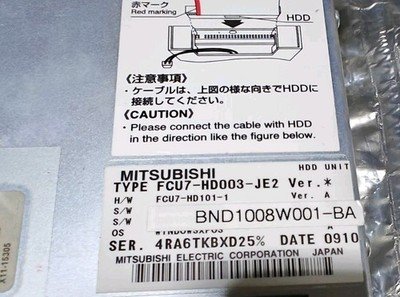 赤マーク
Red marking
HDD
《注意事項》
・ケーブルは、上図の様な向きでHDDに
接続してください。
《CAUTION》
・Please connect the cable with HDD
in the direction like the figure below.
MITSUBISHI
HDD UNIT
TYPE FCU7-HD003-JE2 Ver.*
H/W FCU7-HD101-1 Ver. A
S/W
S/W BND1008W001-BA
OS WINDOWSXPOS A
SER. 4RA6TKBXD25% DATE 0910
MITSUBISHI ELECTRIC CORPORATION JAPAN
X11-15305